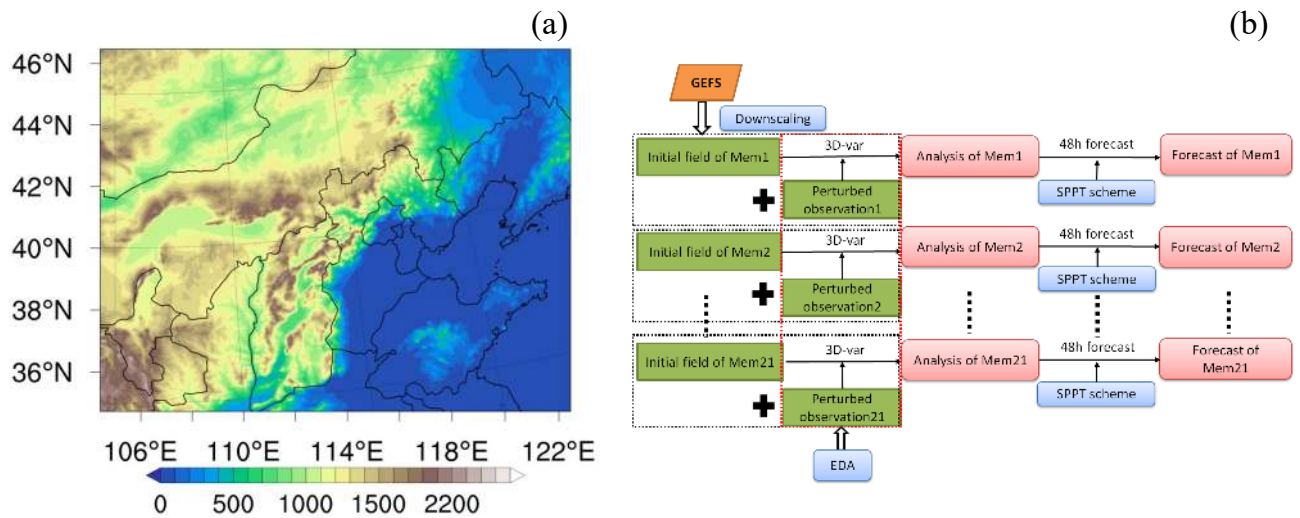 (a)
46°N
44°N
42°N
40°N
38°N
36°N
106°E 110°E 114°E 118°E 122°E
0 500 1000 1500 2200
(b)
GEFS
Downscaling
Initial field of Mem1
3D-var
Analysis of Mem1
48h forecast
Forecast of Mem1
Perturbed
observation1
SPPT scheme
Initial field of Mem2
3D-var
Analysis of Mem2
48h forecast
Forecast of Mem2
Perturbed
observation2
SPPT scheme
Initial field of Mem21
3D-var
Analysis of Mem21
48h forecast
Forecast of
Mem21
Perturbed
observation21
SPPT scheme
EDA